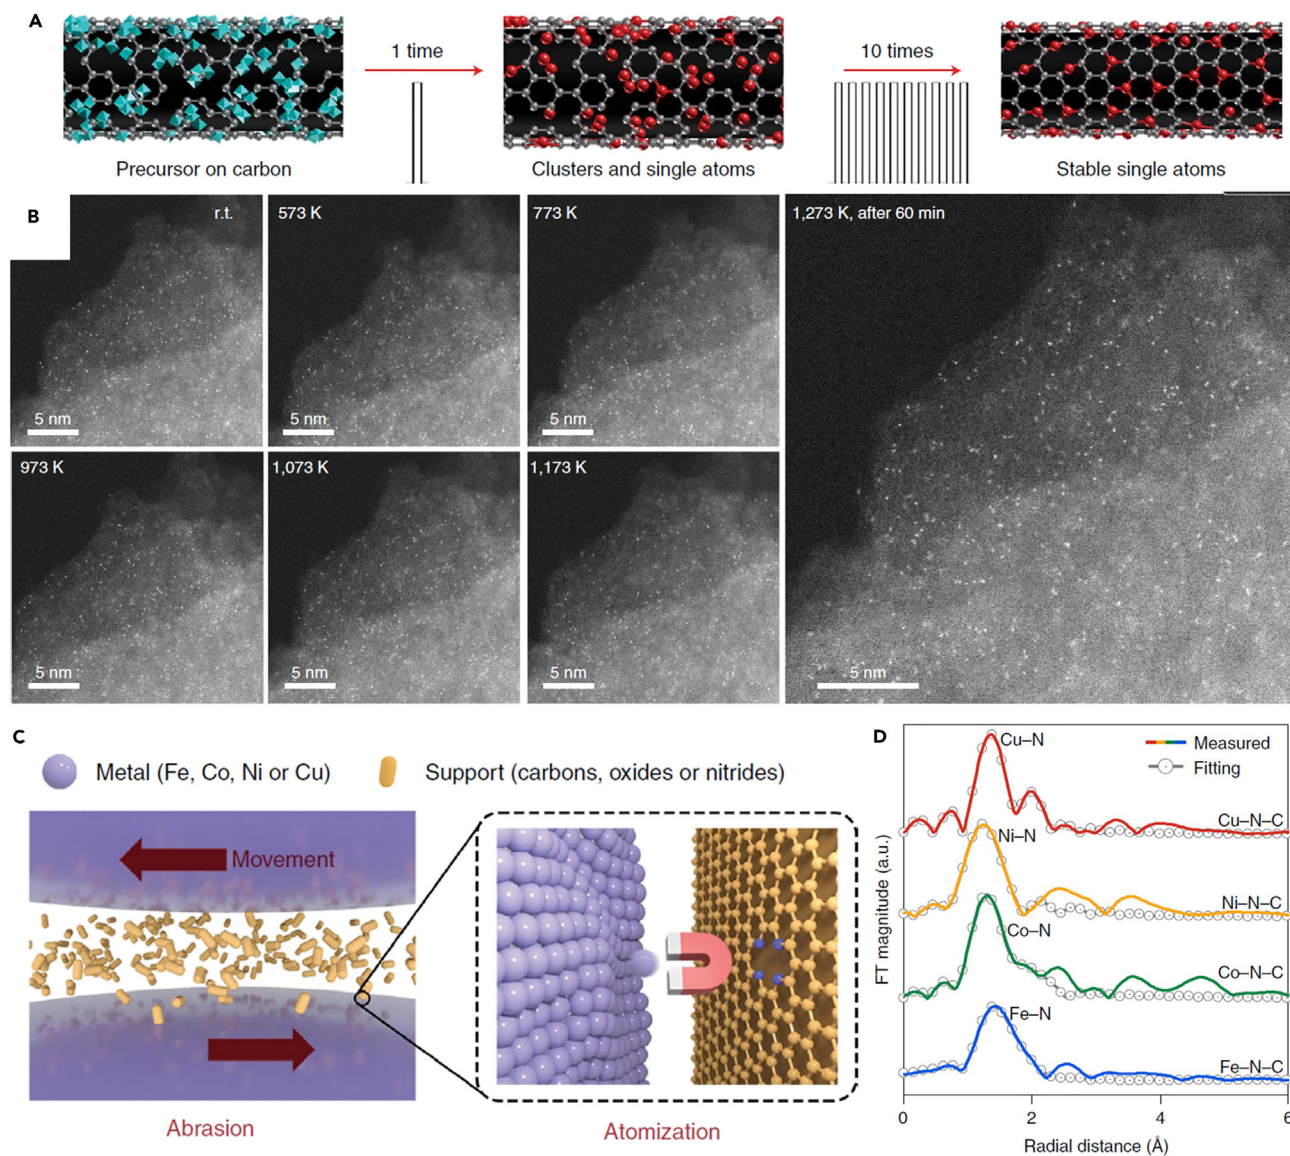 A
1 time
10 times
Precursor on carbon
Clusters and single atoms
Stable single atoms
B
r.t.
573 K
773 K
1,273 K, after 60 min
5 nm
5 nm
5 nm
973 K
1,073 K
1,173 K
5 nm
5 nm
5 nm
5 nm
C
Metal (Fe, Co, Ni or Cu)
Support (carbons, oxides or nitrides)
Movement
Abrasion
Atomization
D
Cu–N
Measured
Fitting
Cu–N–C
Ni–N
Ni–N–C
Co–N
Co–N–C
Fe–N
Fe–N–C
FT magnitude (a.u.)
0
2
4
6
Radial distance (Å)